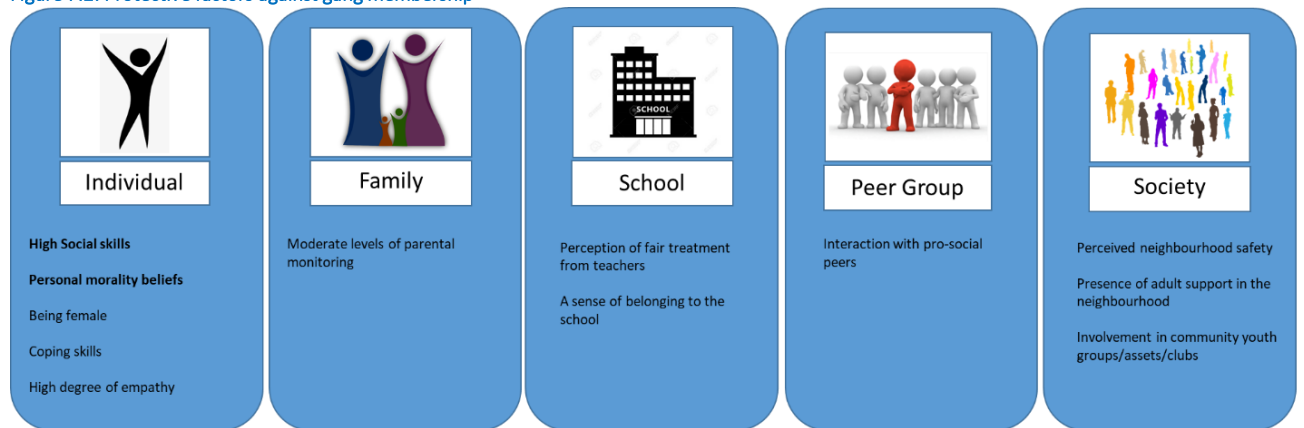 Individual
High Social skills
Personal morality beliefs
Being female
Coping skills
High degree of empathy
Family
Moderate levels of parental
monitoring
SCHOOL
School
Perception of fair treatment
from teachers
A sense of belonging to the
school
Peer Group
Interaction with pro-social
peers
Society
Perceived neighbourhood safety
Presence of adult support in the
neighbourhood
Involvement in community youth
groups/assets/clubs